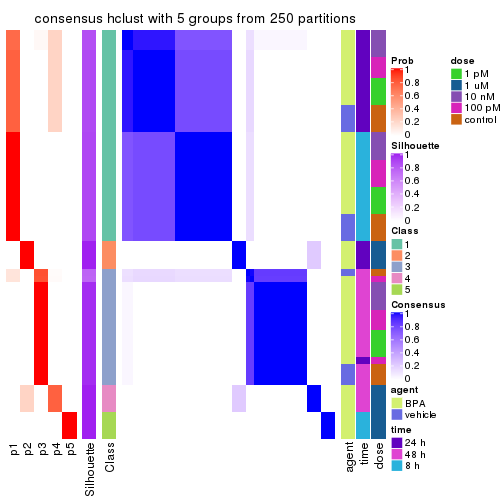 consensus hclust with 5 groups from 250 partitions
Prob
1
0.8
0.6
0.4
0.2
0
Silhouette
1
0.8
0.6
0.4
0.2
0
Class
1
2
3
4
5
Consensus
1
0.8
0.6
0.4
0.2
0
agent
BPA
vehicle
time
24 h
48 h
8 h
dose
1 pM
1 uM
10 nM
100 pM
control
p1
p2
p3
p4
p5
Silhouette
Class
agent
time
dose